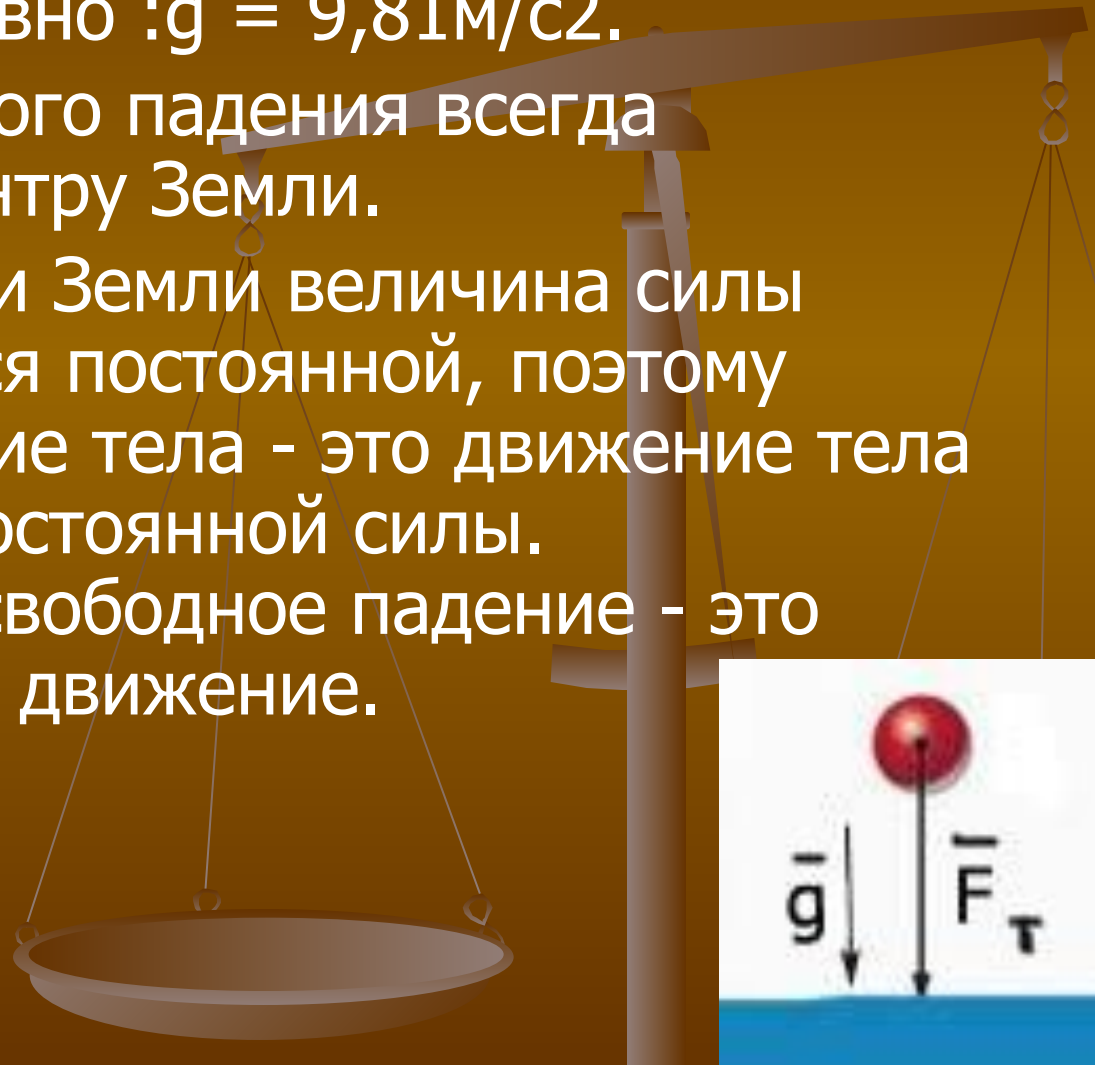 вно :g = 9,81м/с2.
ого падения всегда
нтру Земли.
и Земли величина силы
ся постоянной, поэтому
ие тела - это движение тела
остоянной силы.
свободное падение - это
движение.
g
F т